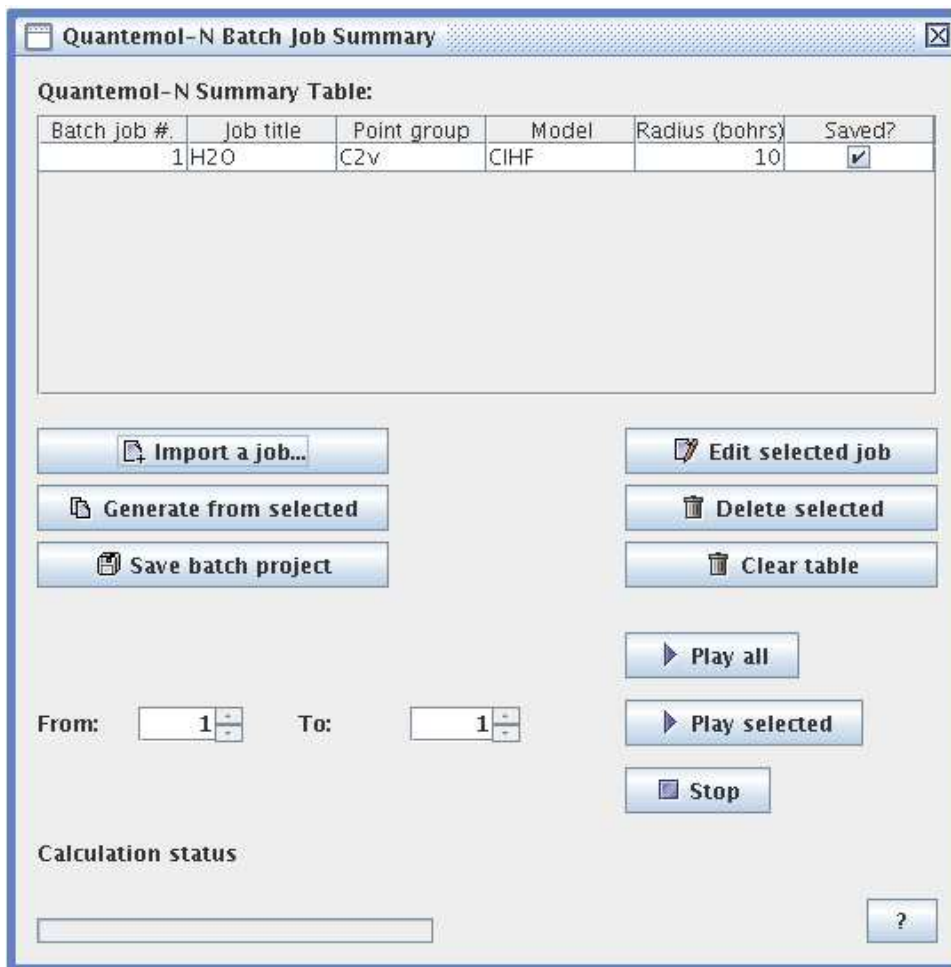 Quantemol-N Batch Job Summary
Quantemol-N Summary Table:
Batch job #. Job title Point group Model Radius (bohrs) Saved?
1 H2O C2v CIHF 10
Import a job... Edit selected job
Generate from selected Delete selected
Save batch project Clear table
Play all
From: 1 To: 1 Play selected
Stop
Calculation status
?